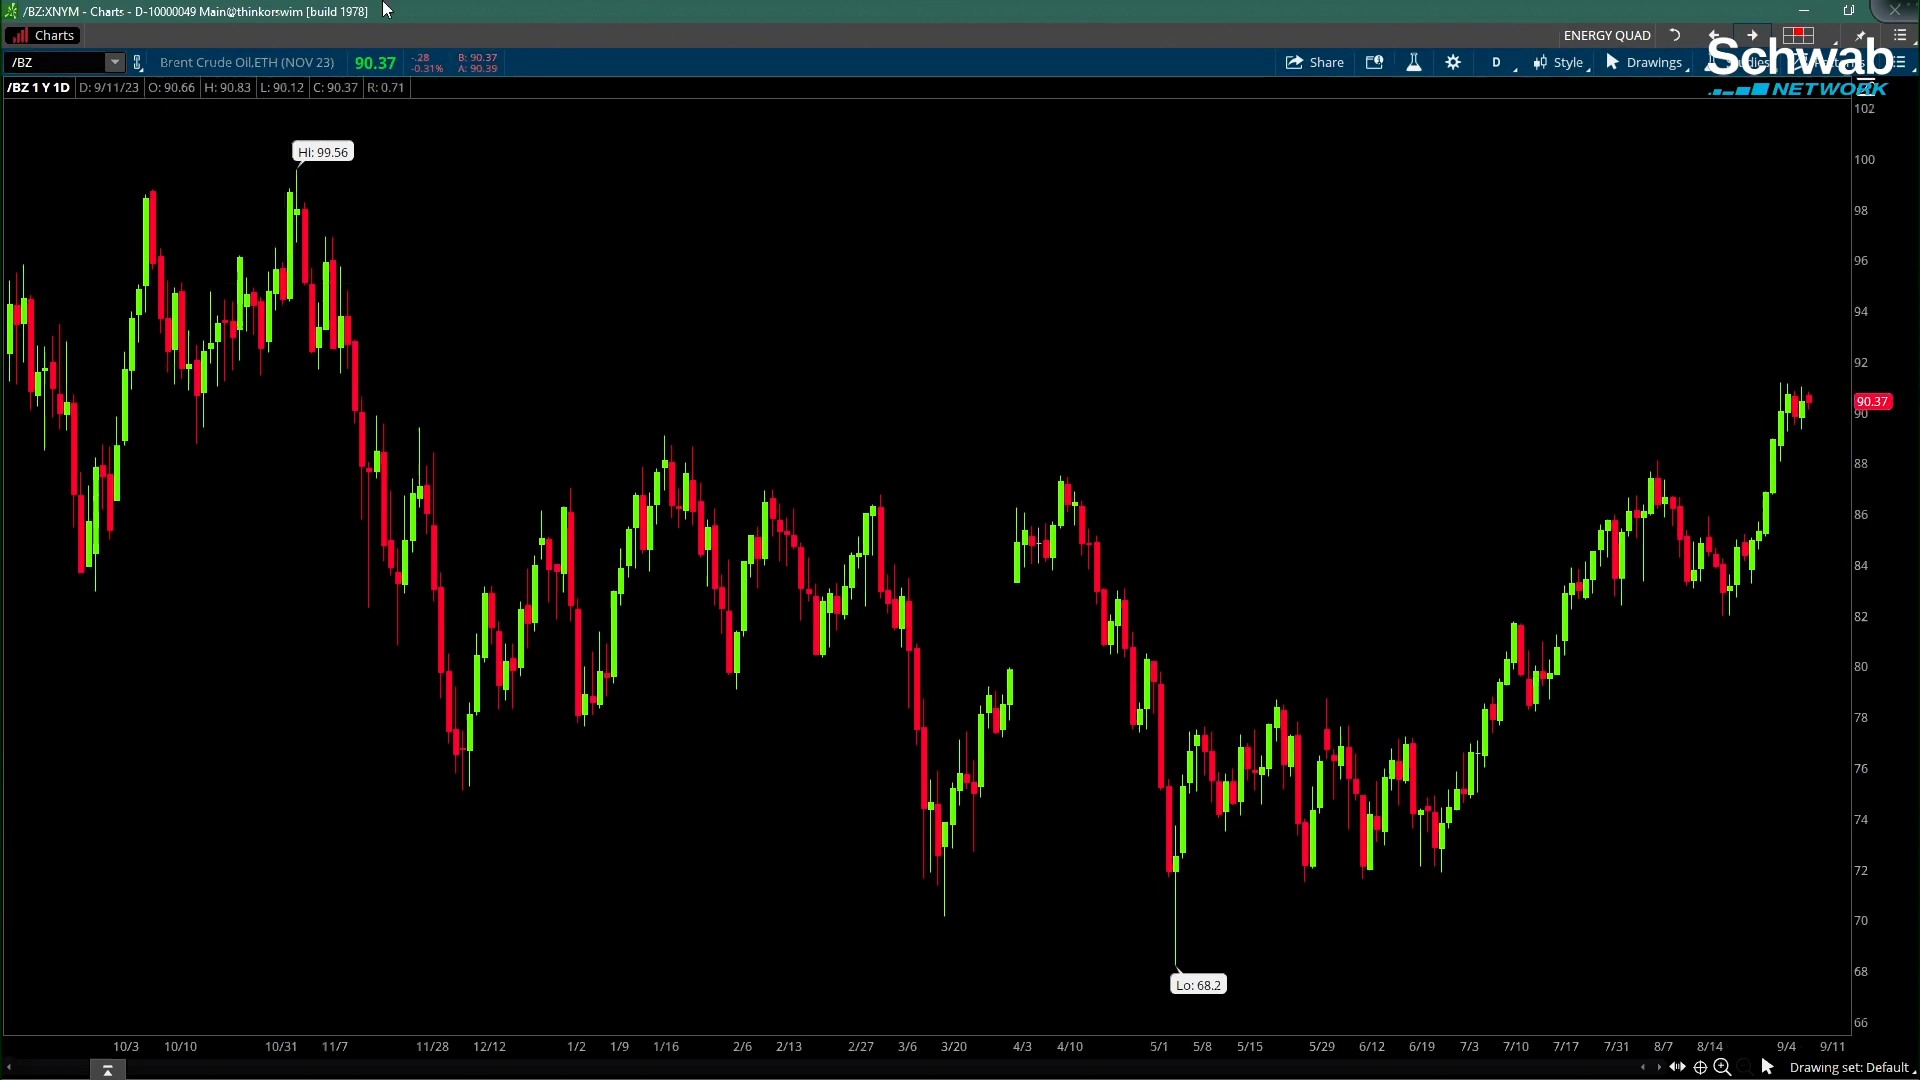 /BZ:XNYM - Charts - D-10000049 Main@thinkorswim [build 1978]
Charts
ENERGY QUAD
/BZ
Brent Crude Oil,ETH (NOV 23)
90.37
-.28
-0.31%
B: 90.37
A: 90.39
Share
D
Style
Drawings
Schwab
NETWORK
/BZ 1 Y 1D
D: 9/11/23
O: 90.66
H: 90.83
L: 90.12
C: 90.37
R: 0.71
Hi: 99.56
Lo: 68.2
102
100
98
96
94
92
90.37
90
88
86
84
82
80
78
76
74
72
70
68
66
10/3 10/10 10/31 11/7 11/28 12/12 1/2 1/9 1/16 2/6 2/13 2/27 3/6 3/20 4/3 4/10 5/1 5/8 5/15 5/29 6/12 6/19 7/3 7/10 7/17 7/31 8/7 8/14 9/4 9/11
Drawing set: Default